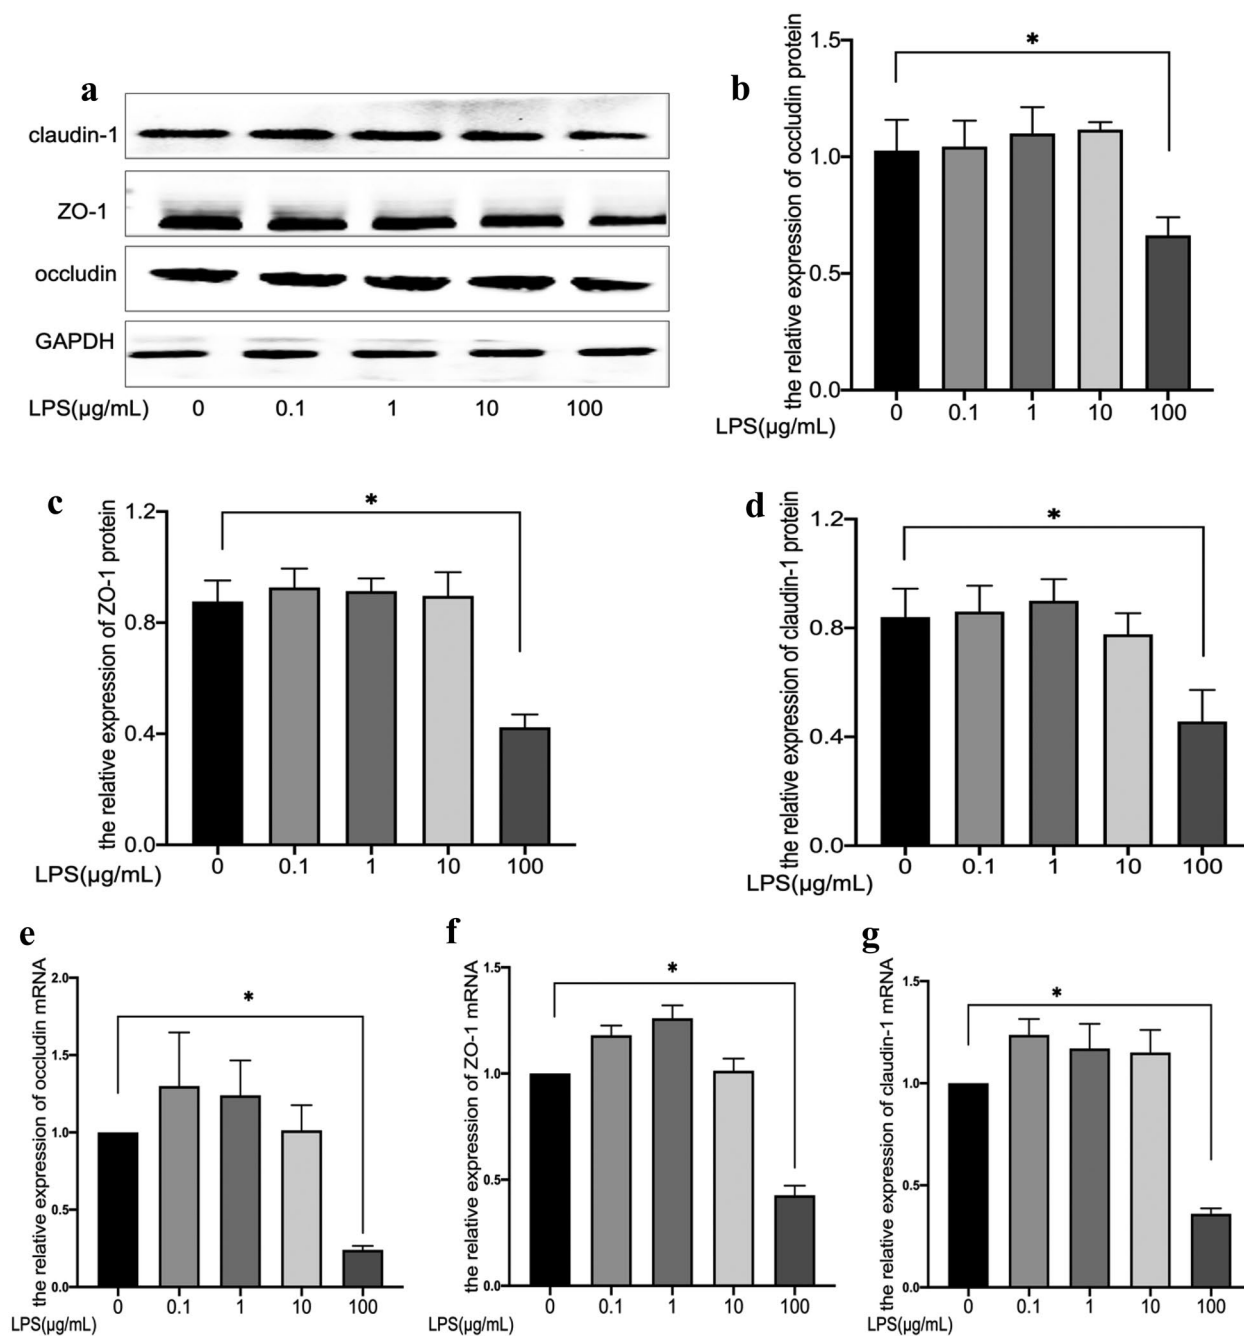 a
claudin-1
ZO-1
occludin
GAPDH
LPS(μg/mL) 0 0.1 1 10 100
b
the relative expression of occludin protein
1.5
1.0
0.5
0.0
*
0 0.1 1 10 100
LPS(μg/mL)
c
the relative expression of ZO-1 protein
1.2
0.8
0.4
0.0
*
0 0.1 1 10 100
LPS(μg/mL)
d
the relative expression of claudin-1 protein
1.2
0.8
0.4
0.0
*
0 0.1 1 10 100
LPS(μg/mL)
e
the relative expression of occludin mRNA
2.0
1.5
1.0
0.5
0.0
*
0 0.1 1 10 100
LPS(μg/mL)
f
the relative expression of ZO-1 mRNA
1.5
1.0
0.5
0.0
*
0 0.1 1 10 100
LPS(μg/mL)
g
the relative expression of claudin-1 mRNA
1.5
1.0
0.5
0.0
*
0 0.1 1 10 100
LPS(μg/mL)